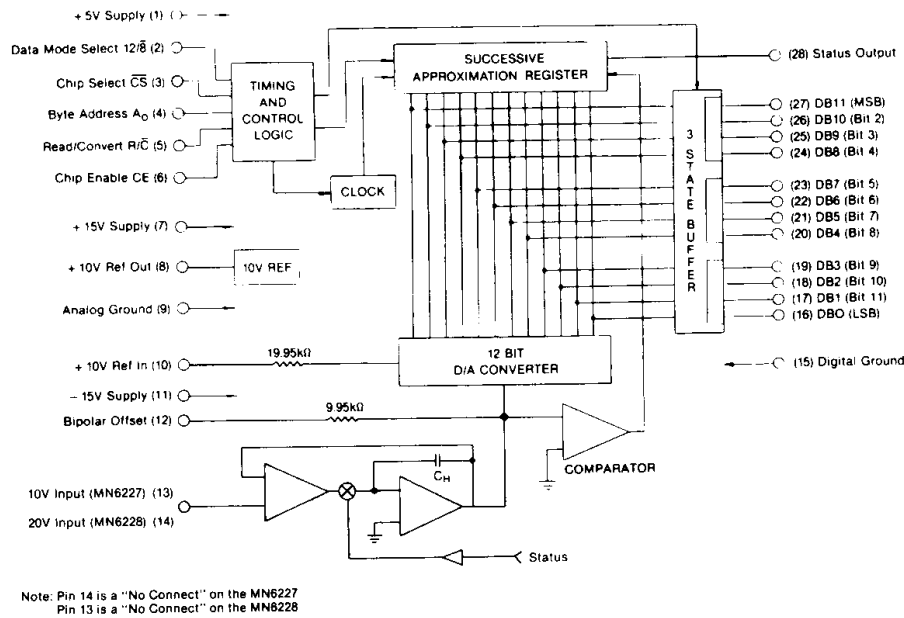 + 5V Supply (1)
Data Mode Select 12/8̅ (2)
Chip Select C̅S̅ (3)
Byte Address A₀ (4)
Read/Convert R/C̅ (5)
Chip Enable CE (6)
+ 15V Supply (7)
+ 10V Ref Out (8)
Analog Ground (9)
+ 10V Ref In (10)
- 15V Supply (11)
Bipolar Offset (12)
10V Input (MN6227) (13)
20V Input (MN6228) (14)
TIMING
AND
CONTROL
LOGIC
CLOCK
10V REF
19.95kΩ
9.95kΩ
SUCCESSIVE
APPROXIMATION REGISTER
12 BIT
D/A CONVERTER
COMPARATOR
C_H
Status
3 STATE BUFFER
(28) Status Output
(27) DB11 (MSB)
(26) DB10 (Bit 2)
(25) DB9 (Bit 3)
(24) DB8 (Bit 4)
(23) DB7 (Bit 5)
(22) DB6 (Bit 6)
(21) DB5 (Bit 7)
(20) DB4 (Bit 8)
(19) DB3 (Bit 9)
(18) DB2 (Bit 10)
(17) DB1 (Bit 11)
(16) DBO (LSB)
(15) Digital Ground
Note: Pin 14 is a "No Connect" on the MN6227
Pin 13 is a "No Connect" on the MN6228